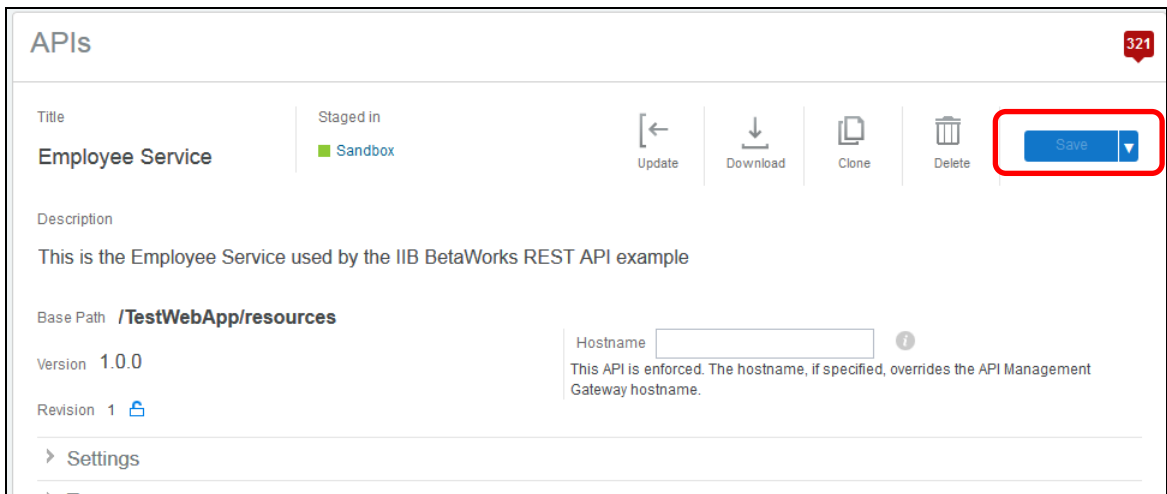 APIs
321
Title
Staged in
Employee Service
Sandbox
Update
Download
Clone
Delete
Save
Description
This is the Employee Service used by the IIB BetaWorks REST API example
Base Path /TestWebApp/resources
Hostname
Version 1.0.0
This API is enforced. The hostname, if specified, overrides the API Management
Gateway hostname.
Revision 1
Settings